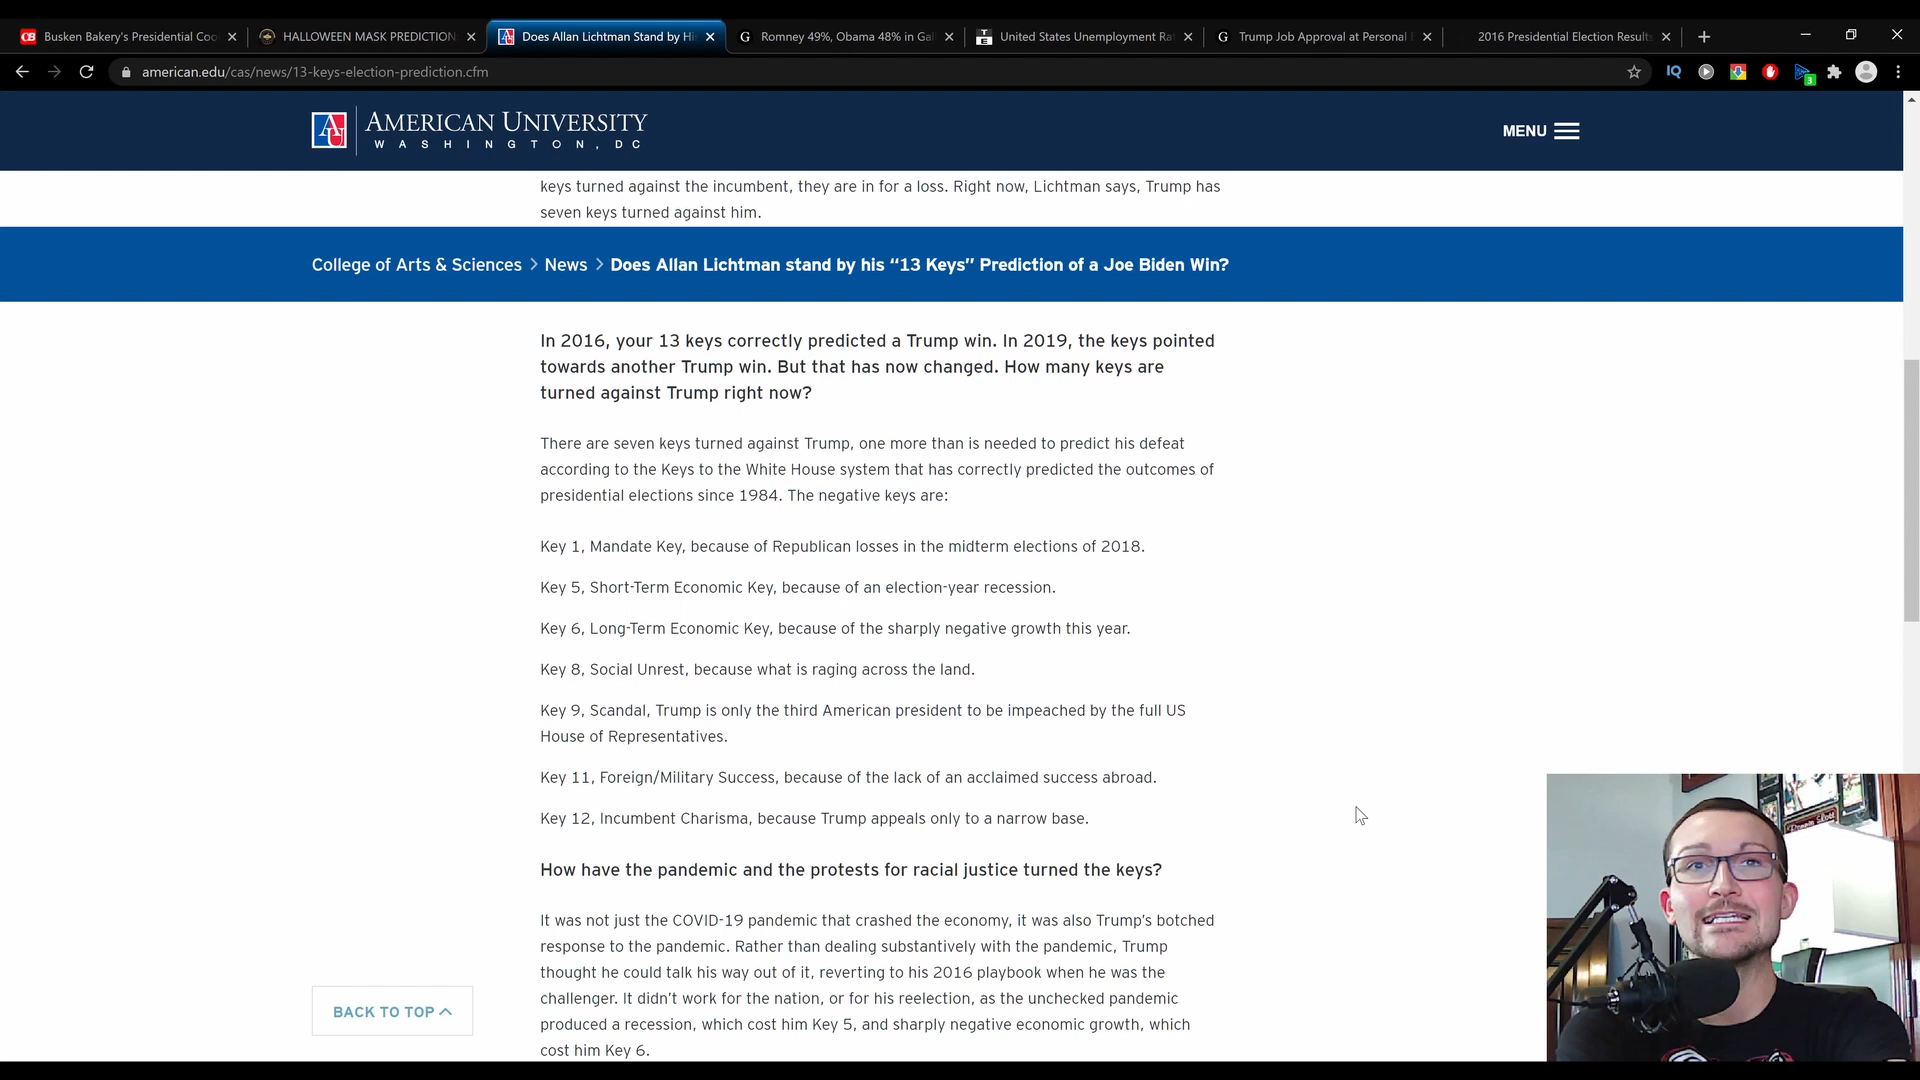 Busken Bakery's Presidential Coo
HALLOWEEN MASK PREDICTION
Does Allan Lichtman Stand by Hi
Romney 49%, Obama 48% in Gal
United States Unemployment Ra
Trump Job Approval at Personal
2016 Presidential Election Results
american.edu/cas/news/13-keys-election-prediction.cfm
IQ
3
AMERICAN UNIVERSITY
WASHINGTON, DC
MENU
keys turned against the incumbent, they are in for a loss. Right now, Lichtman says, Trump has
seven keys turned against him.
College of Arts & Sciences > News > Does Allan Lichtman stand by his “13 Keys” Prediction of a Joe Biden Win?
In 2016, your 13 keys correctly predicted a Trump win. In 2019, the keys pointed
towards another Trump win. But that has now changed. How many keys are
turned against Trump right now?
There are seven keys turned against Trump, one more than is needed to predict his defeat
according to the Keys to the White House system that has correctly predicted the outcomes of
presidential elections since 1984. The negative keys are:
Key 1, Mandate Key, because of Republican losses in the midterm elections of 2018.
Key 5, Short-Term Economic Key, because of an election-year recession.
Key 6, Long-Term Economic Key, because of the sharply negative growth this year.
Key 8, Social Unrest, because what is raging across the land.
Key 9, Scandal, Trump is only the third American president to be impeached by the full US
House of Representatives.
Key 11, Foreign/Military Success, because of the lack of an acclaimed success abroad.
Key 12, Incumbent Charisma, because Trump appeals only to a narrow base.
How have the pandemic and the protests for racial justice turned the keys?
It was not just the COVID-19 pandemic that crashed the economy, it was also Trump’s botched
response to the pandemic. Rather than dealing substantively with the pandemic, Trump
thought he could talk his way out of it, reverting to his 2016 playbook when he was the
challenger. It didn’t work for the nation, or for his reelection, as the unchecked pandemic
produced a recession, which cost him Key 5, and sharply negative economic growth, which
cost him Key 6.
BACK TO TOP